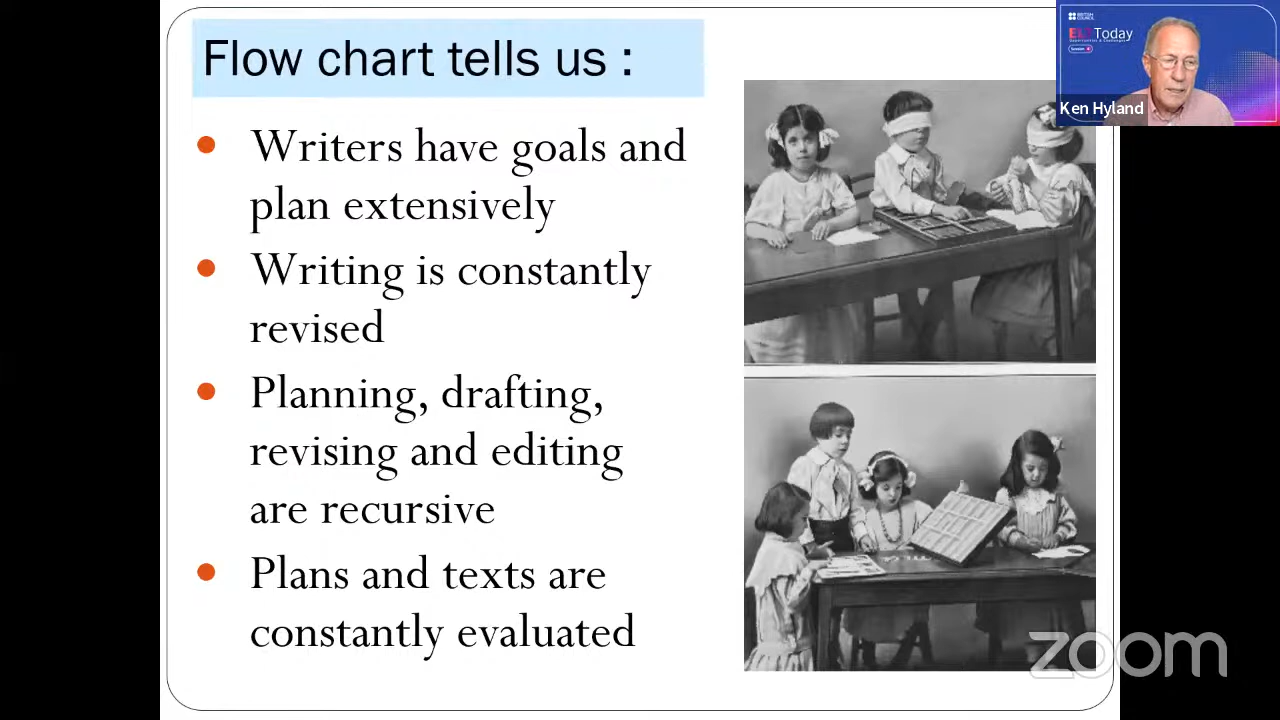 Flow chart tells us :
Writers have goals and
plan extensively
Writing is constantly
revised
Planning, drafting,
revising and editing
are recursive
Plans and texts are
constantly evaluated
BRITISH
COUNCIL
ELTToday
Ken Hyland
zoom